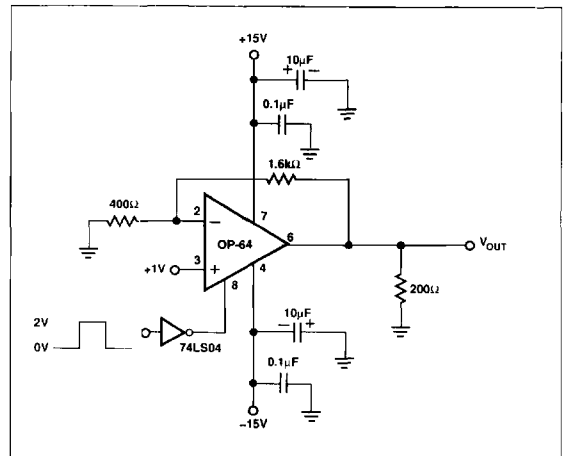 +15V
10µF
+ −
0.1µF
1.6kΩ
400Ω
2
−
7
OP-64
6
VOUT
3
+
4
+1V
8
200Ω
2V
0V
74LS04
10µF
− +
0.1µF
−15V